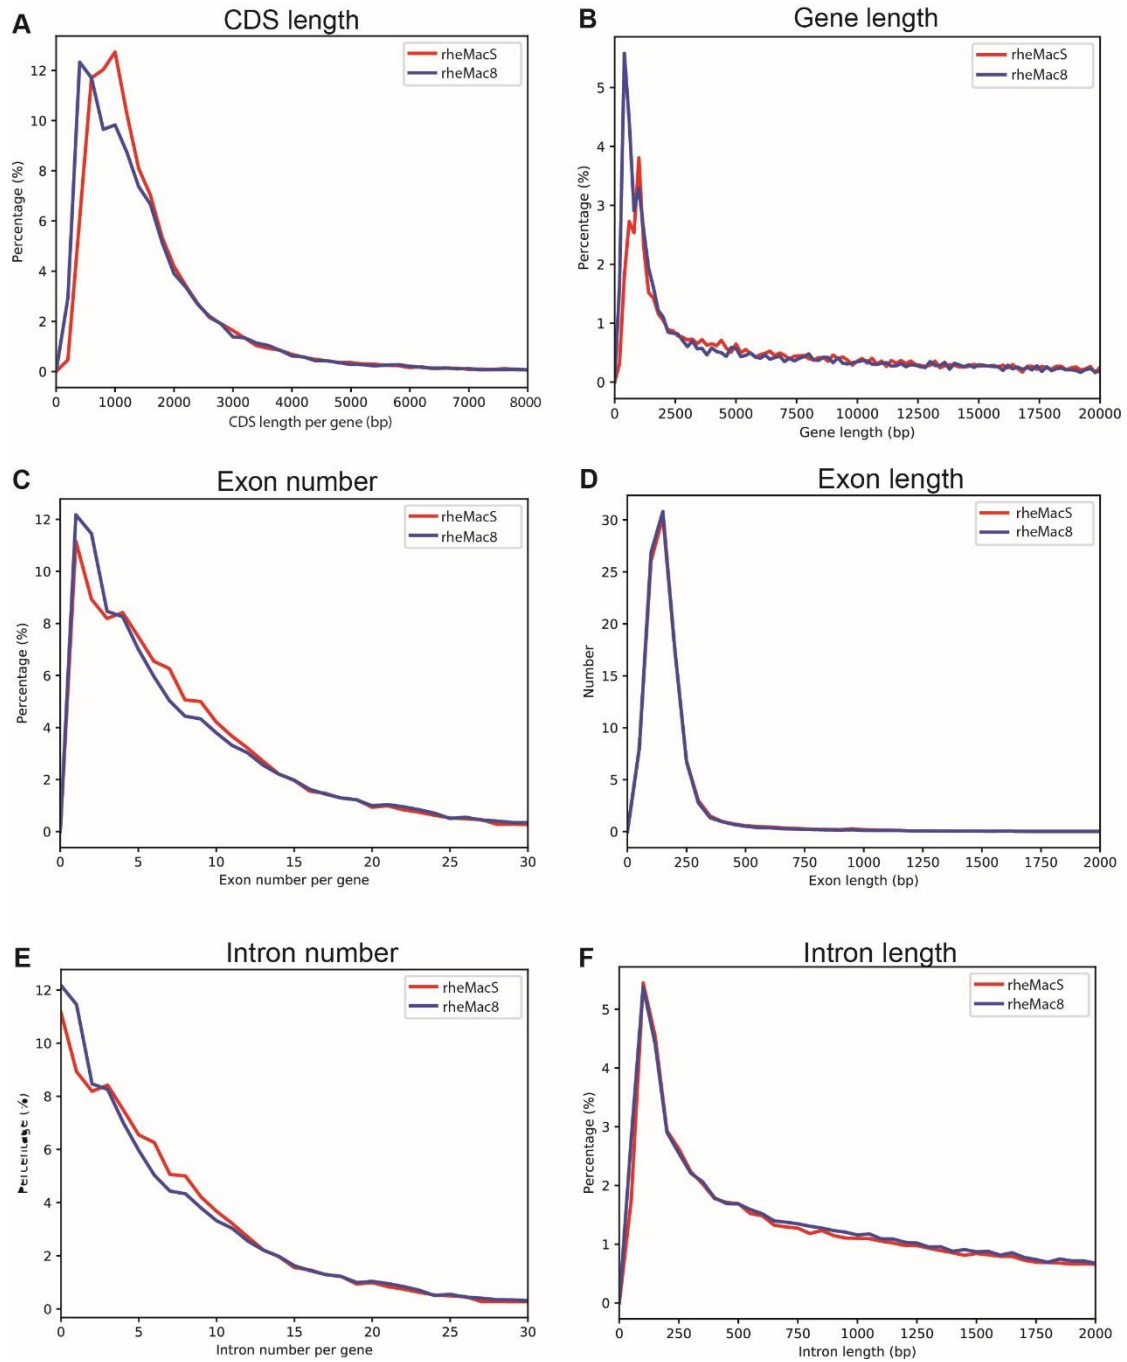 A
CDS length
rheMacS
rheMac8
12
10
8
6
4
2
0
Percentage (%)
0 1000 2000 3000 4000 5000 6000 7000 8000
CDS length per gene (bp)
B
Gene length
rheMacS
rheMac8
5
4
3
2
1
0
Percentage (%)
0 2500 5000 7500 10000 12500 15000 17500 20000
Gene length (bp)
C
Exon number
rheMacS
rheMac8
12
10
8
6
4
2
0
Percentage (%)
0 5 10 15 20 25 30
Exon number per gene
D
Exon length
rheMacS
rheMac8
30
25
20
15
10
5
0
Number
0 250 500 750 1000 1250 1500 1750 2000
Exon length (bp)
E
Intron number
rheMacS
rheMac8
12
10
8
6
4
2
0
Percentage (%)
0 5 10 15 20 25 30
Intron number per gene
F
Intron length
rheMacS
rheMac8
5
4
3
2
1
0
Percentage (%)
0 250 500 750 1000 1250 1500 1750 2000
Intron length (bp)